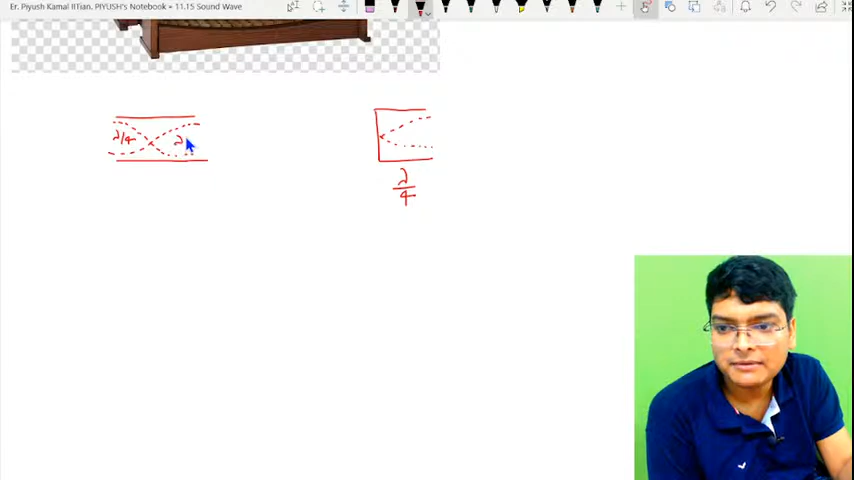 Er. Piyush Kamal IITian. PIYUSH's Notebook = 11.15 Sound Wave
λ/4 λ
λ
4